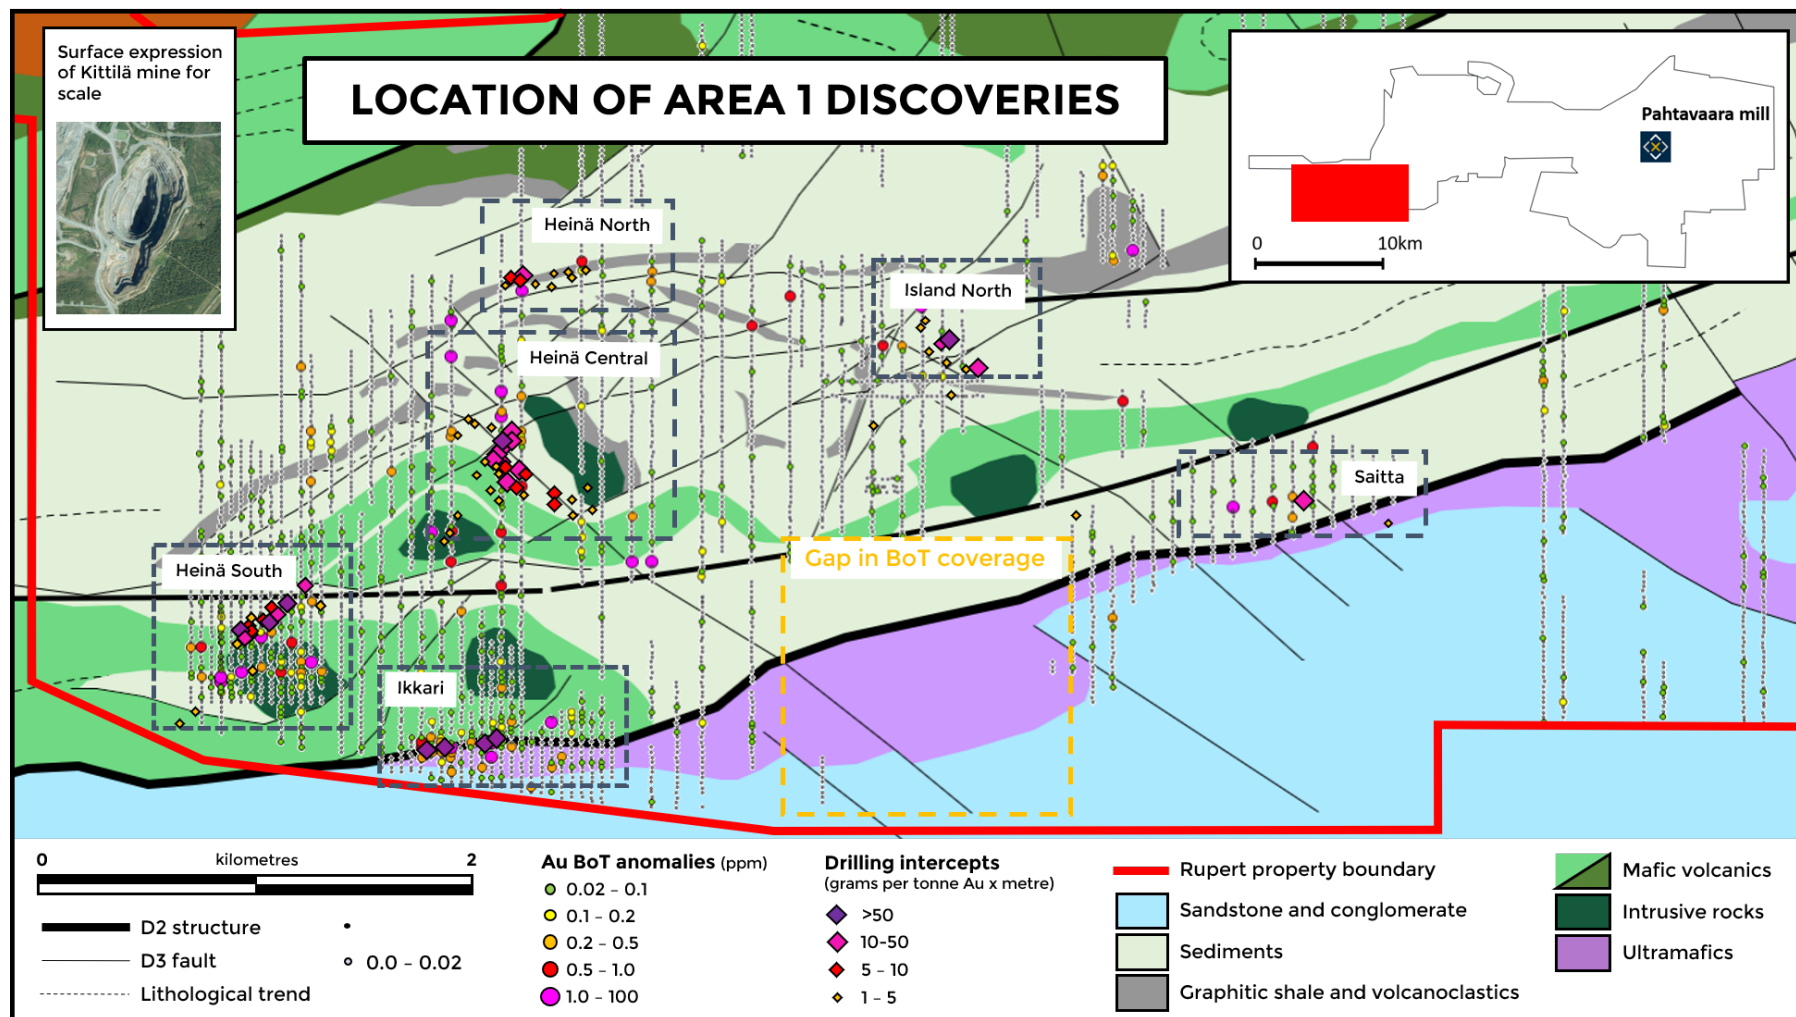 Surface expression
of Kittilä mine for
scale
LOCATION OF AREA 1 DISCOVERIES
Pahtavaara mill
0 10km
Heinä North
Island North
Heinä Central
Saitta
Gap in BoT coverage
Heinä South
Ikkari
0 kilometres 2
D2 structure
D3 fault
0.0 – 0.02
Lithological trend
Au BoT anomalies (ppm)
0.02 – 0.1
0.1 – 0.2
0.2 – 0.5
0.5 – 1.0
1.0 – 100
Drilling intercepts
(grams per tonne Au x metre)
>50
10-50
5 – 10
1 – 5
Rupert property boundary
Sandstone and conglomerate
Sediments
Graphitic shale and volcanoclastics
Mafic volcanics
Intrusive rocks
Ultramafics